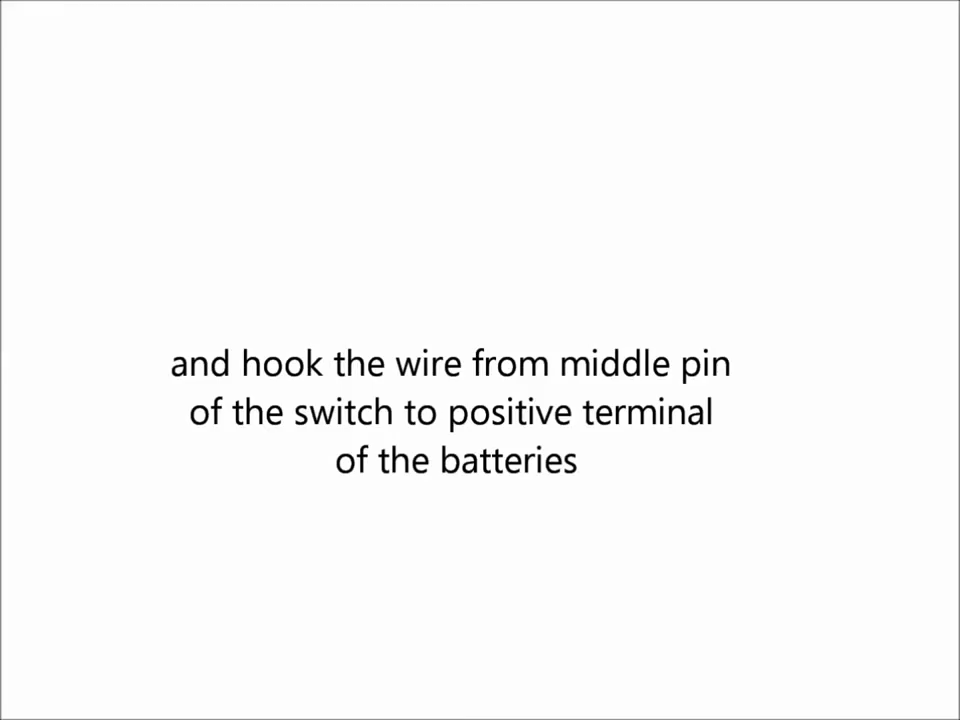 and hook the wire from middle pin
of the switch to positive terminal
of the batteries